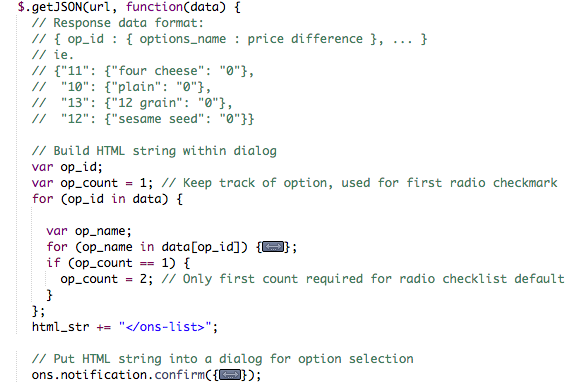 $.getJSON(url, function(data) {
// Response data format:
// { op_id : { options_name : price difference }, ... }
// ie.
// {"11": {"four cheese": "0"},
//  "10": {"plain": "0"},
//  "13": {"12 grain": "0"},
//  "12": {"sesame seed": "0"}}
// Build HTML string within dialog
var op_id;
var op_count = 1; // Keep track of option, used for first radio checkmark
for (op_id in data) {
var op_name;
for (op_name in data[op_id]) {};
if (op_count == 1) {
op_count = 2; // Only first count required for radio checklist default
}
};
html_str += "</ons-list>";
// Put HTML string into a dialog for option selection
ons.notification.confirm({});